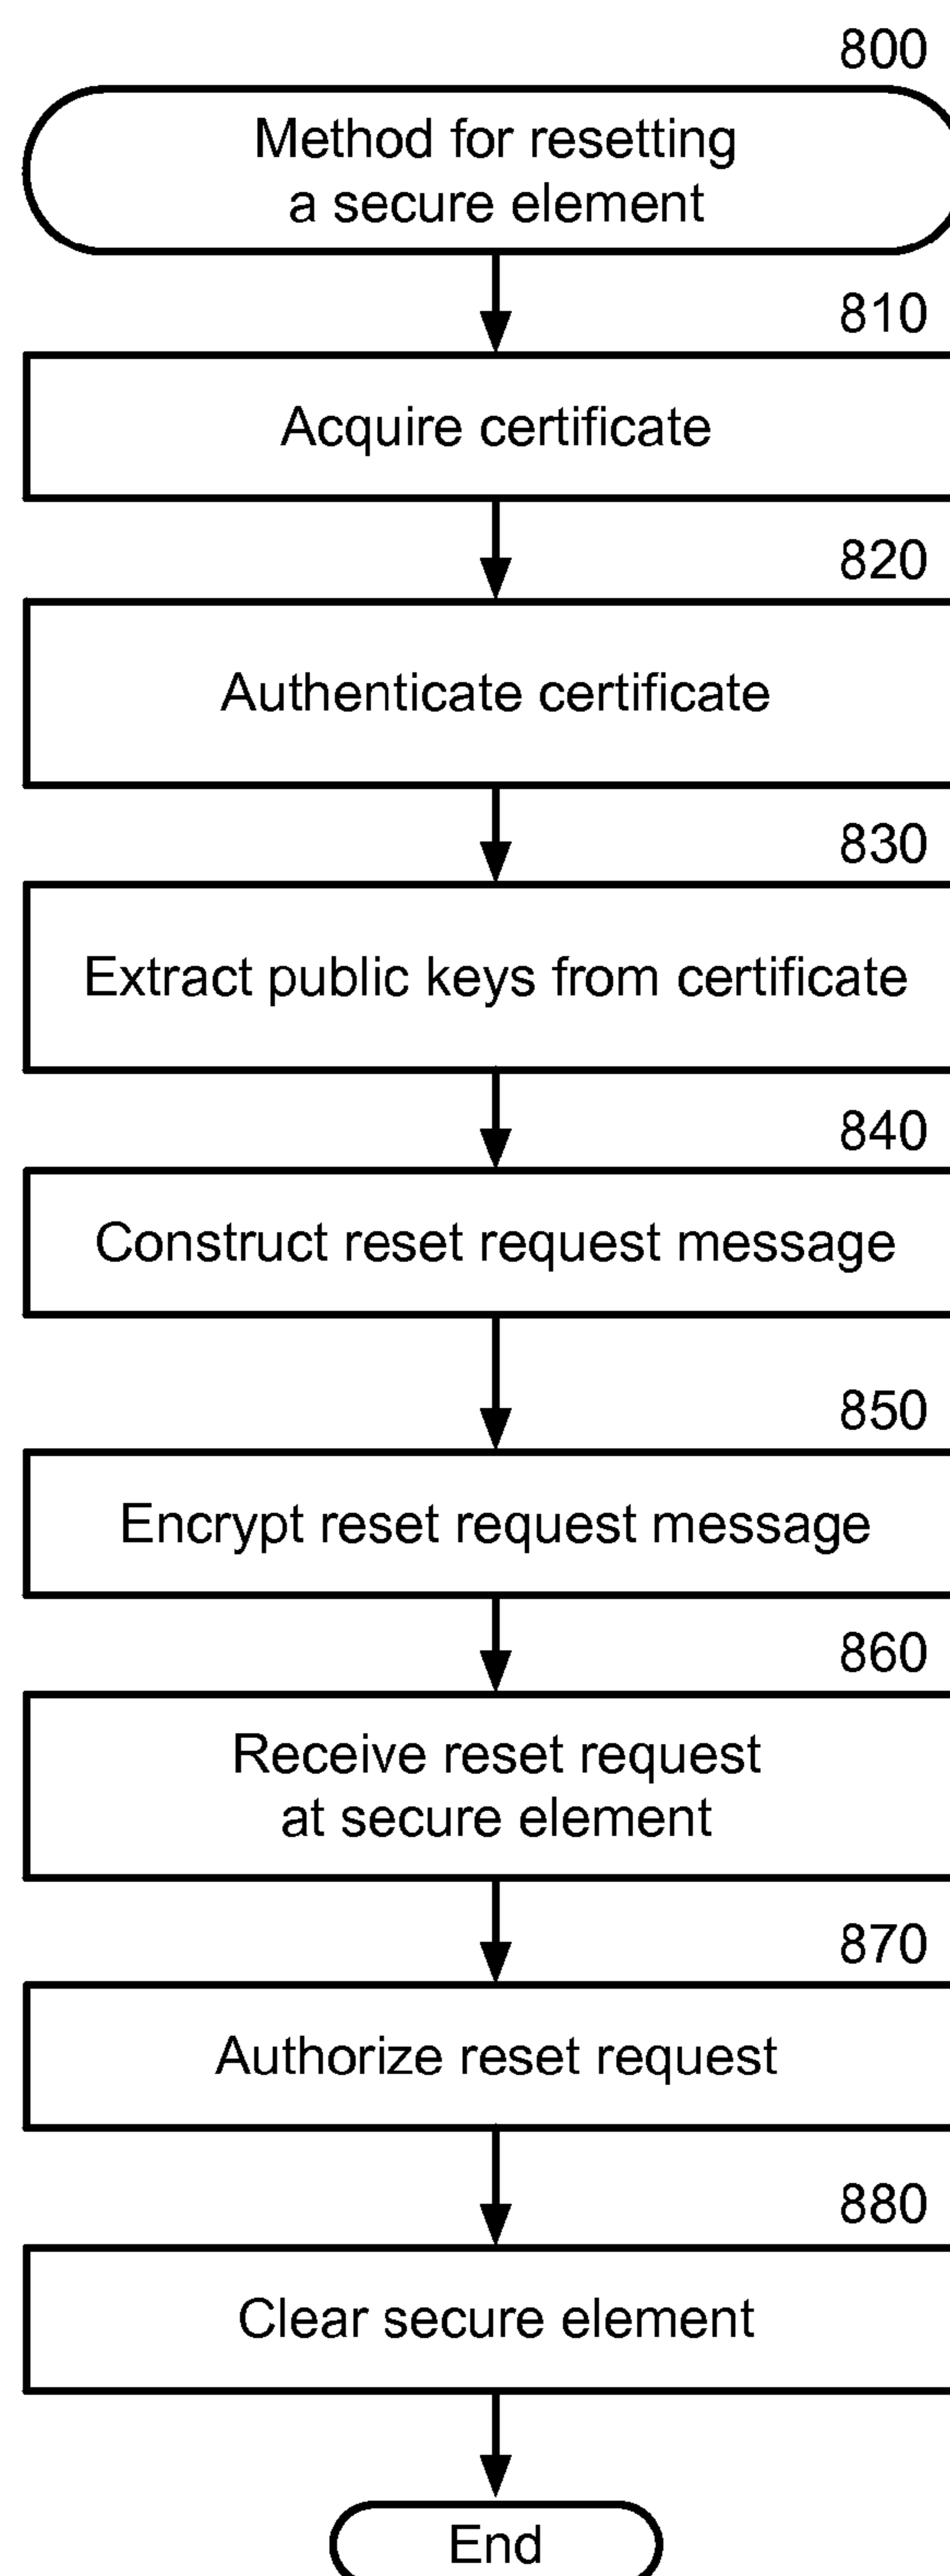 800
Method for resetting
a secure element
810
Acquire certificate
820
Authenticate certificate
830
Extract public keys from certificate
840
Construct reset request message
850
Encrypt reset request message
860
Receive reset request
at secure element
870
Authorize reset request
880
Clear secure element
End